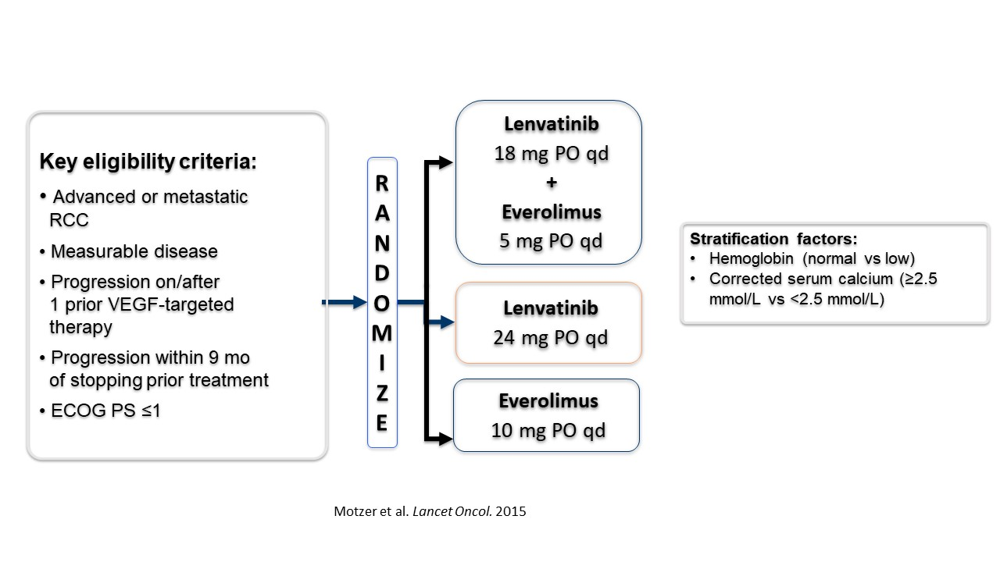 Key eligibility criteria:
• Advanced or metastatic
RCC
• Measurable disease
• Progression on/after
1 prior VEGF-targeted
therapy
• Progression within 9 mo
of stopping prior treatment
• ECOG PS ≤1
R
A
N
D
O
M
I
Z
E
Lenvatinib
18 mg PO qd
+
Everolimus
5 mg PO qd
Lenvatinib
24 mg PO qd
Everolimus
10 mg PO qd
Stratification factors:
• Hemoglobin (normal vs low)
• Corrected serum calcium (≥2.5
mmol/L vs <2.5 mmol/L)
Motzer et al. Lancet Oncol. 2015